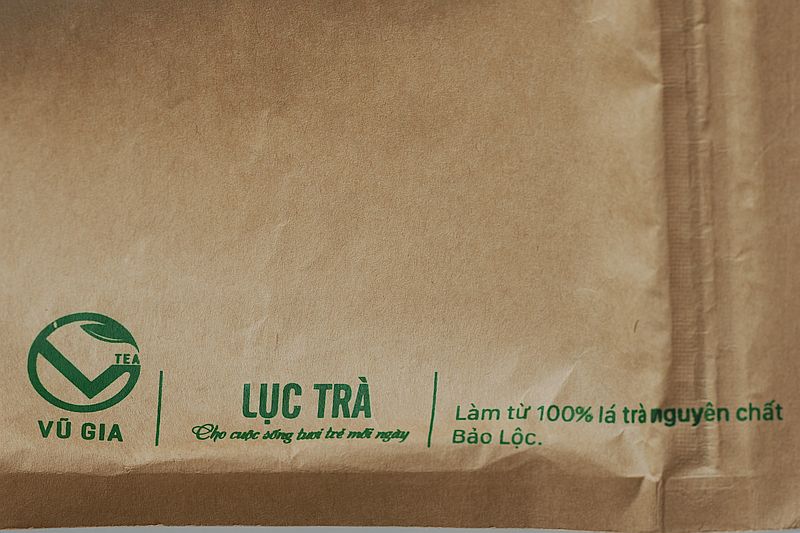 TEA
VŨ GIA
LỤC TRÀ
Cho cuộc sống tươi trẻ mỗi ngày
Làm từ 100% lá trà nguyên chất
Bảo Lộc.